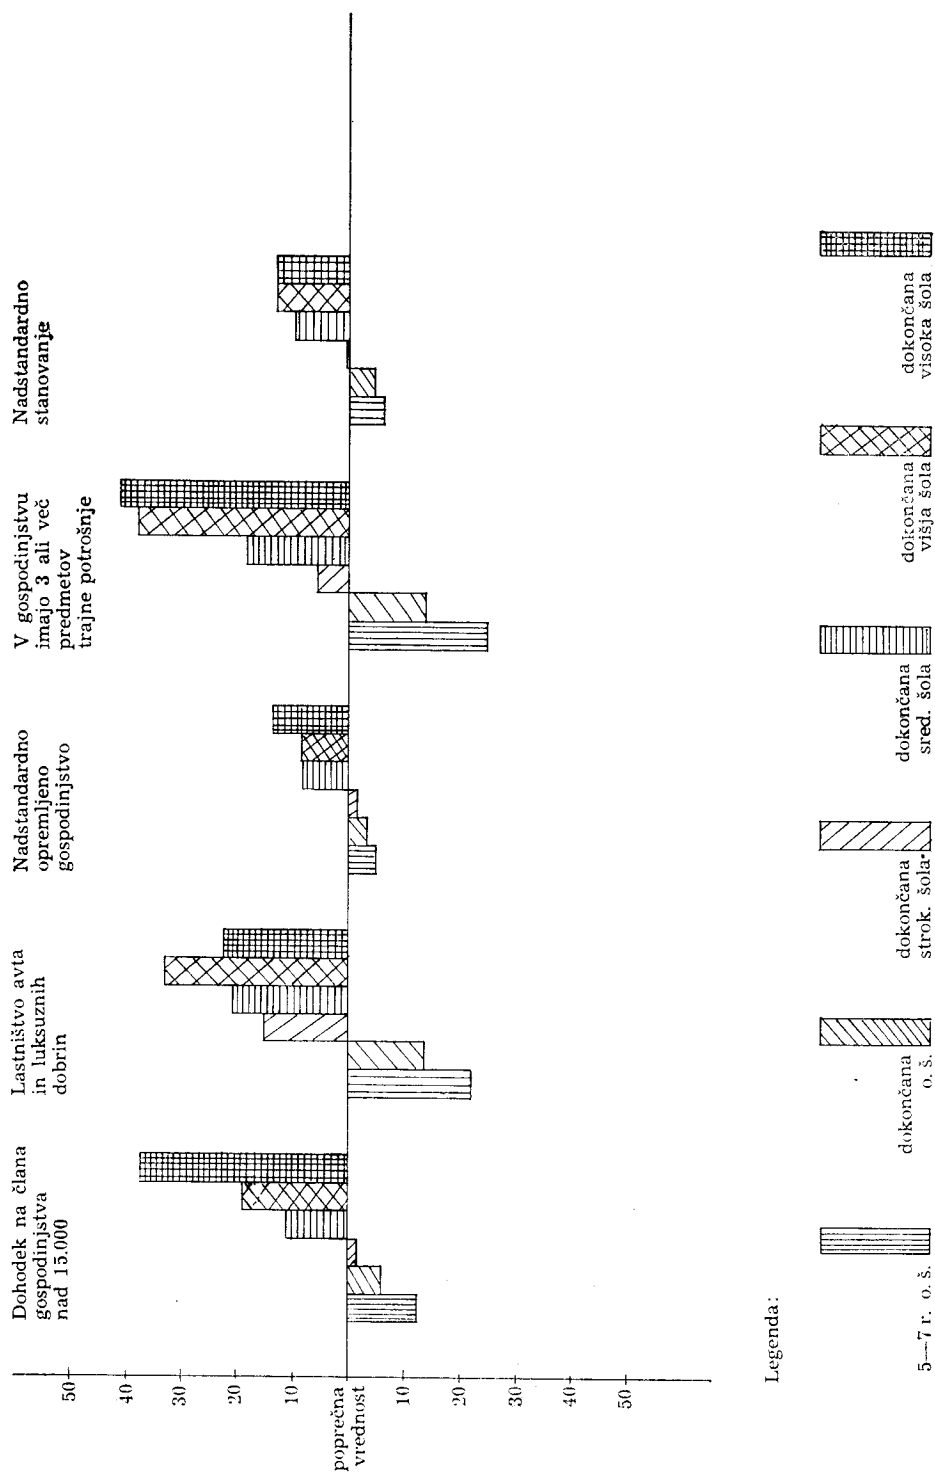 Dohodek na člana
gospodinjstva
nad 15.000
Lastništvo avta
in luksuznih
dobrin
Nadstandardno
opremljeno
gospodinjstvo
V gospodinjstvu
imajo 3 ali več
predmetov
trajne potrošnje
Nadstandardno
stanovanje
50
40
30
20
10
poprečna
vrednost
10
20
30
40
50
Legenda:
5—7 r. o. š.
dokončana
o. š.
dokončana
strok. šola
dokončana
sred. šola
dokončana
višja šola
dokončana
visoka šola